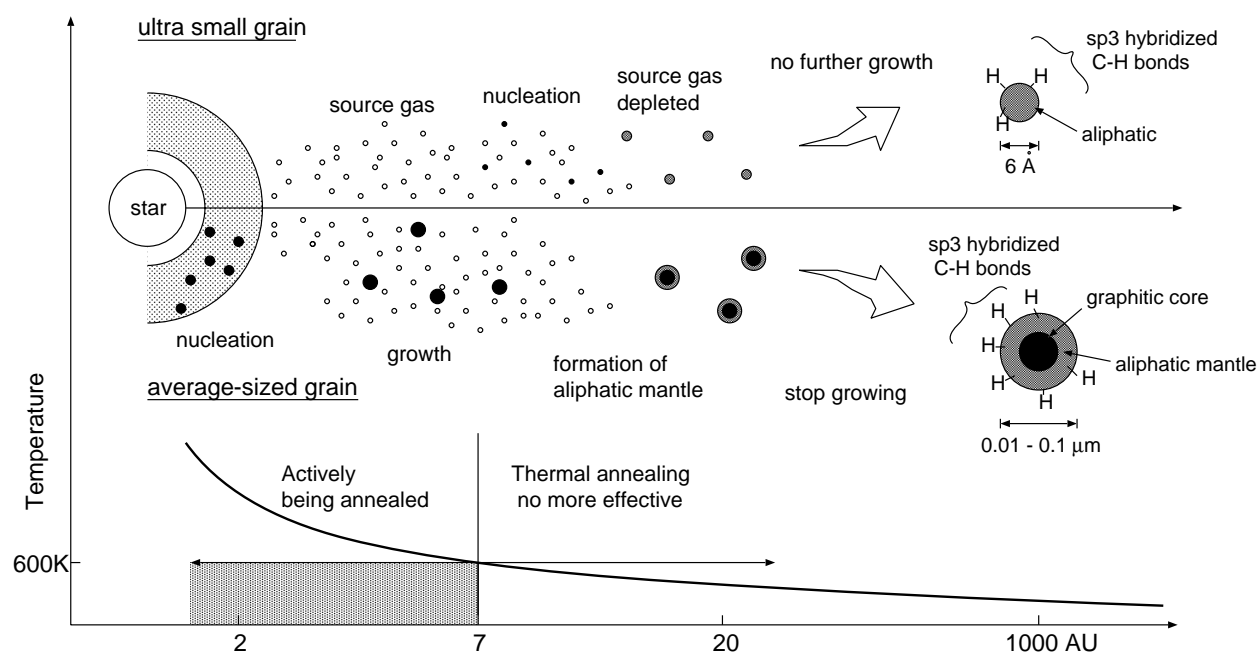 ultra small grain
source gas
nucleation
source gas
depleted
no further growth
sp3 hybridized
C-H bonds
H
H
H
aliphatic
6 Å
star
nucleation
growth
formation of
aliphatic mantle
stop growing
sp3 hybridized
C-H bonds
graphitic core
aliphatic mantle
H
H
H
H
H
H
0.01 - 0.1 μm
average-sized grain
Temperature
Actively
being annealed
Thermal annealing
no more effective
600K
2
7
20
1000 AU